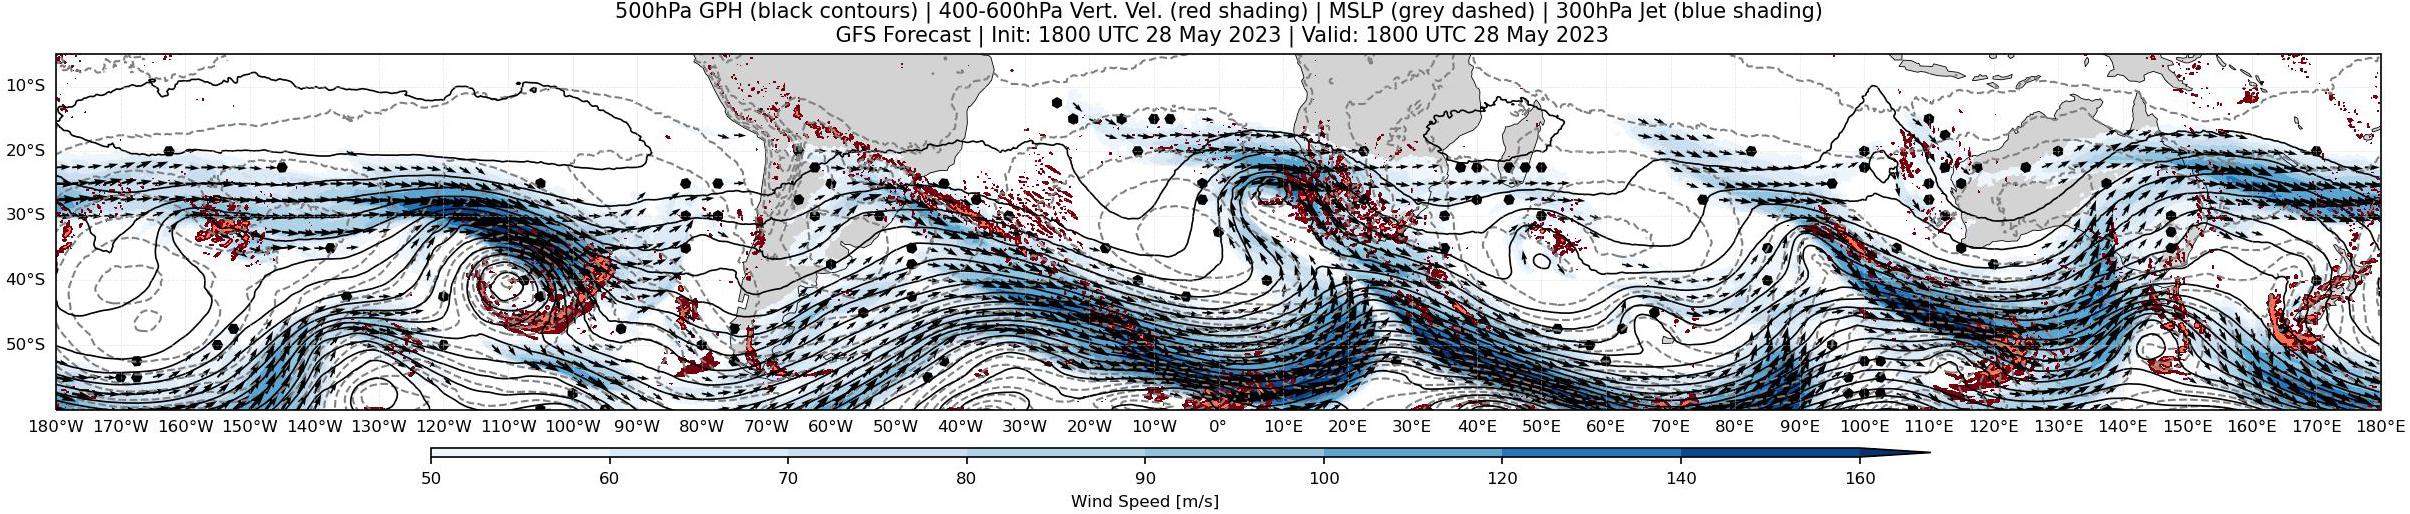 500hPa GPH (black contours) | 400-600hPa Vert. Vel. (red shading) | MSLP (grey dashed) | 300hPa Jet (blue shading)
GFS Forecast | Init: 1800 UTC 28 May 2023 | Valid: 1800 UTC 28 May 2023
10°S
20°S
30°S
40°S
50°S
180°W 170°W 160°W 150°W 140°W 130°W 120°W 110°W 100°W 90°W 80°W 70°W 60°W 50°W 40°W 30°W 20°W 10°W 0° 10°E 20°E 30°E 40°E 50°E 60°E 70°E 80°E 90°E 100°E 110°E 120°E 130°E 140°E 150°E 160°E 170°E 180°E
50 60 70 80 90 100 120 140 160
Wind Speed [m/s]